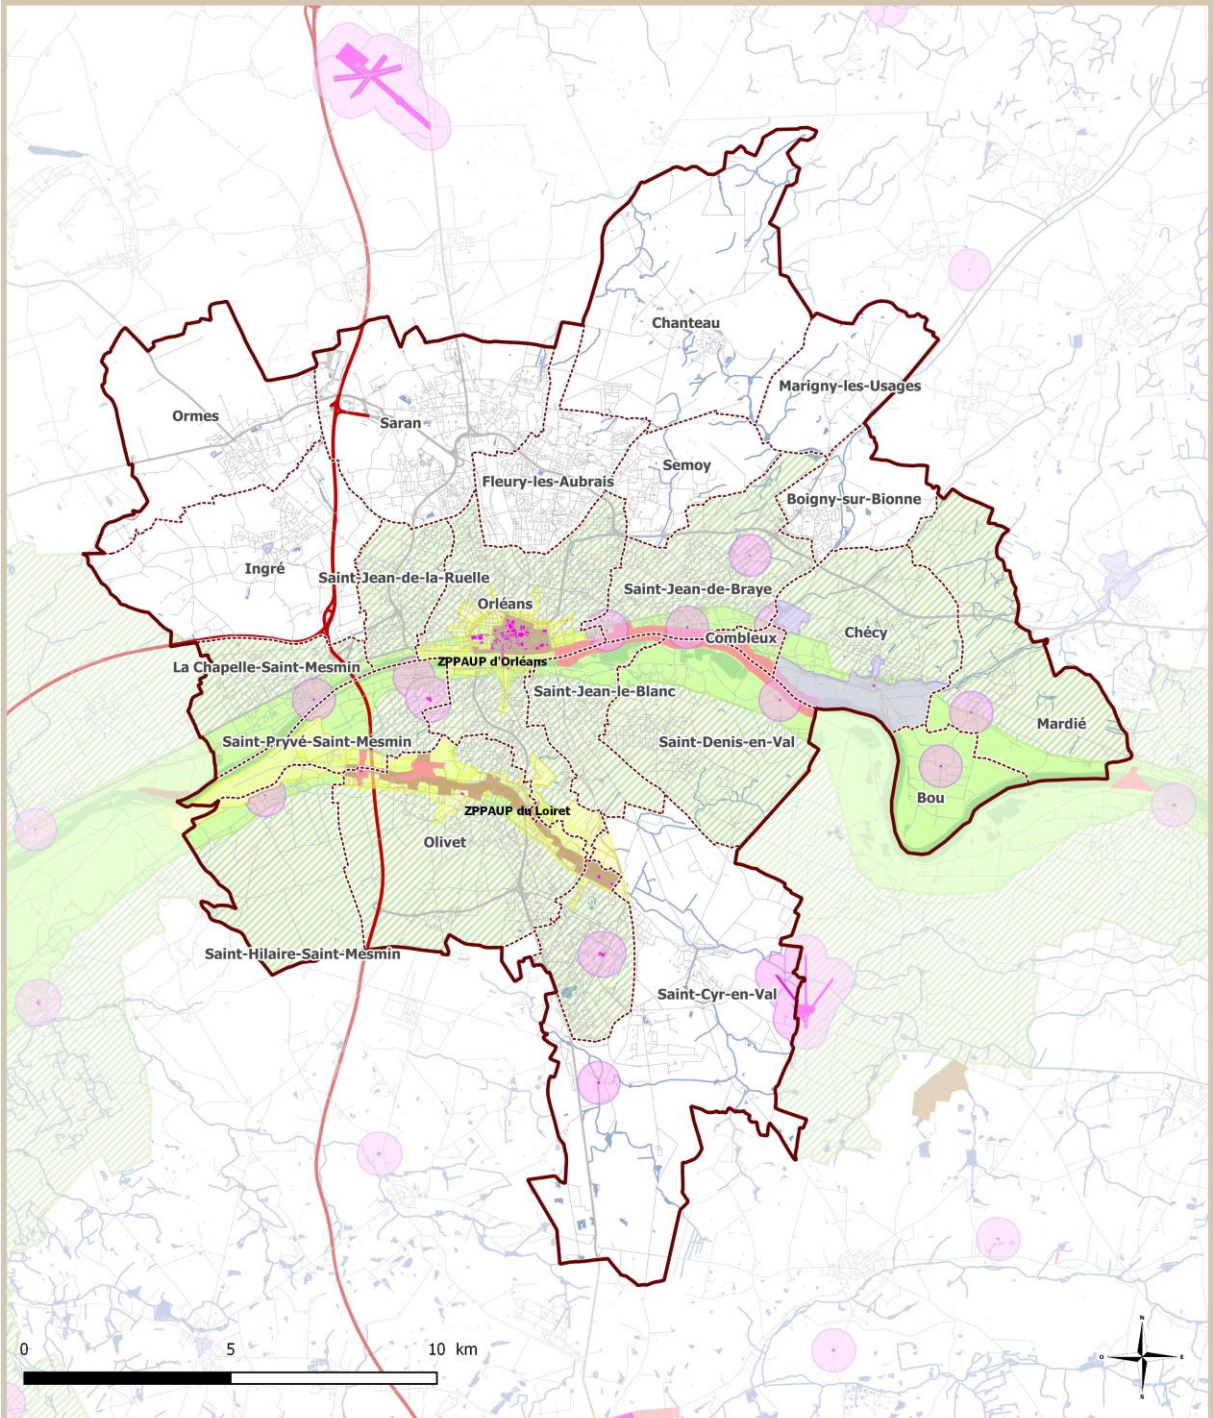 Chanteau
Marigny-les-Usages
Ormes
Saran
Semoy
Fleury-les-Aubrais
Boigny-sur-Bionne
Ingré
Saint-Jean-de-la-Ruelle
Saint-Jean-de-Braye
Orléans
Chécy
Combleux
ZPPAUP d'Orléans
La Chapelle-Saint-Mesmin
Saint-Jean-le-Blanc
Mardié
Saint-Pryvé-Saint-Mesmin
Saint-Denis-en-Val
Bou
ZPPAUP du Loiret
Olivet
Saint-Hilaire-Saint-Mesmin
Saint-Cyr-en-Val
0 5 10 km
N
O E
S